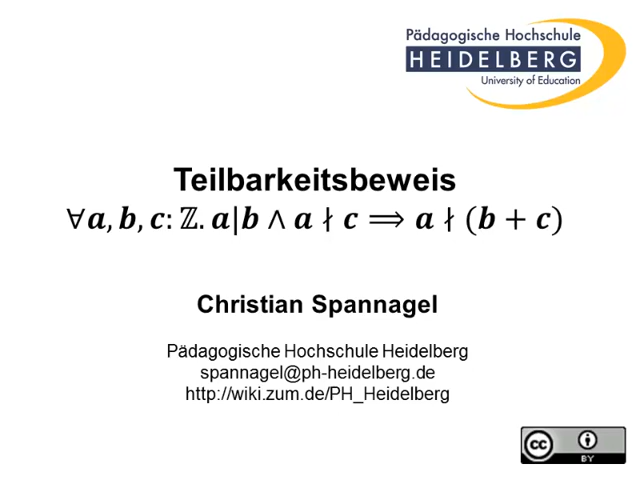 Pädagogische Hochschule
HEIDELBERG
University of Education
Teilbarkeitsbeweis
∀a, b, c: ℤ. a|b ∧ a ∤ c ⟹ a ∤ (b + c)
Christian Spannagel
Pädagogische Hochschule Heidelberg
spannagel@ph-heidelberg.de
http://wiki.zum.de/PH_Heidelberg
cc
BY